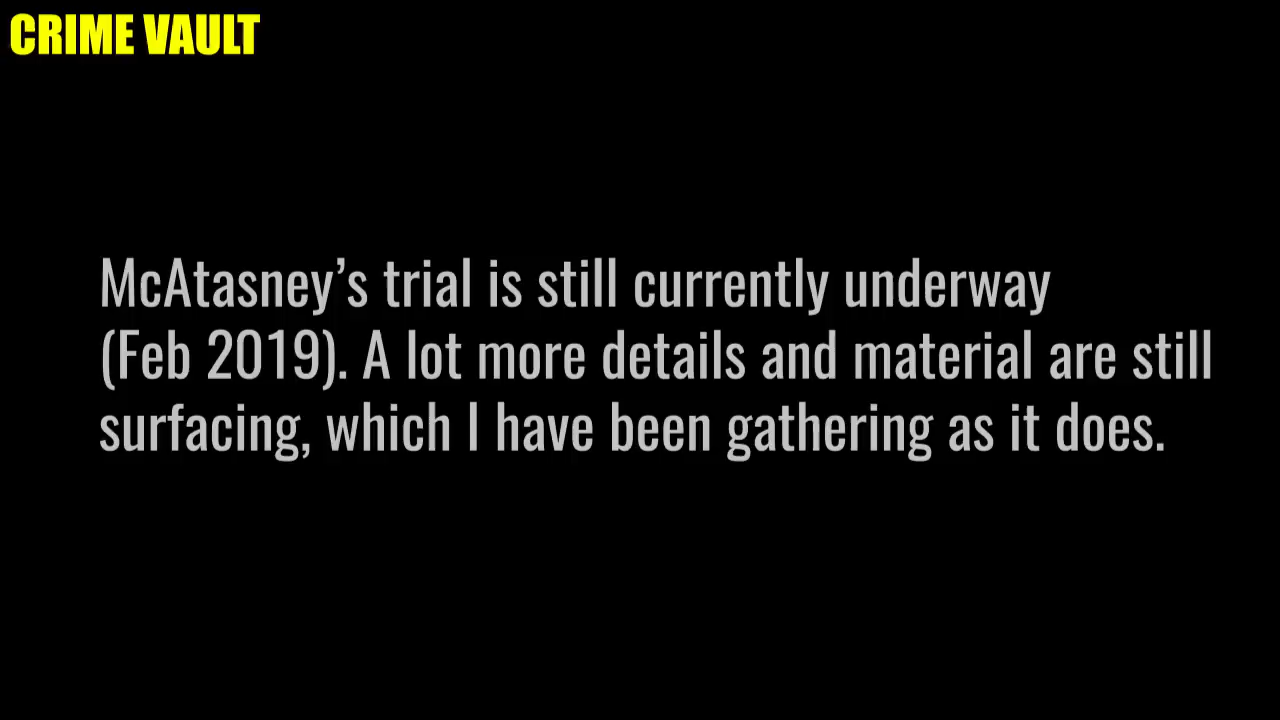 CRIME VAULT
McAtasney’s trial is still currently underway
(Feb 2019). A lot more details and material are still
surfacing, which I have been gathering as it does.